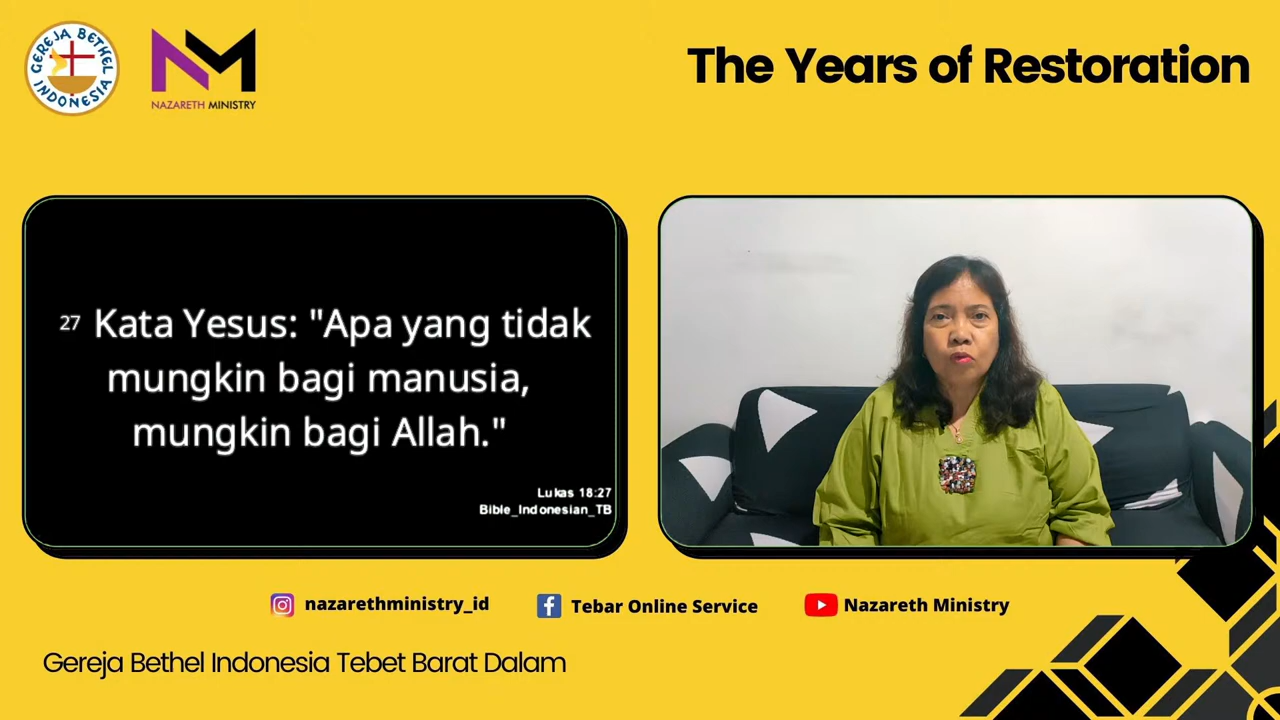 GEREJA BETHEL INDONESIA
NM
NAZARETH MINISTRY
The Years of Restoration
27 Kata Yesus: "Apa yang tidak
mungkin bagi manusia,
mungkin bagi Allah."
Lukas 18:27
Bible_Indonesian_TB
nazarethministry_id
Tebar Online Service
Nazareth Ministry
Gereja Bethel Indonesia Tebet Barat Dalam